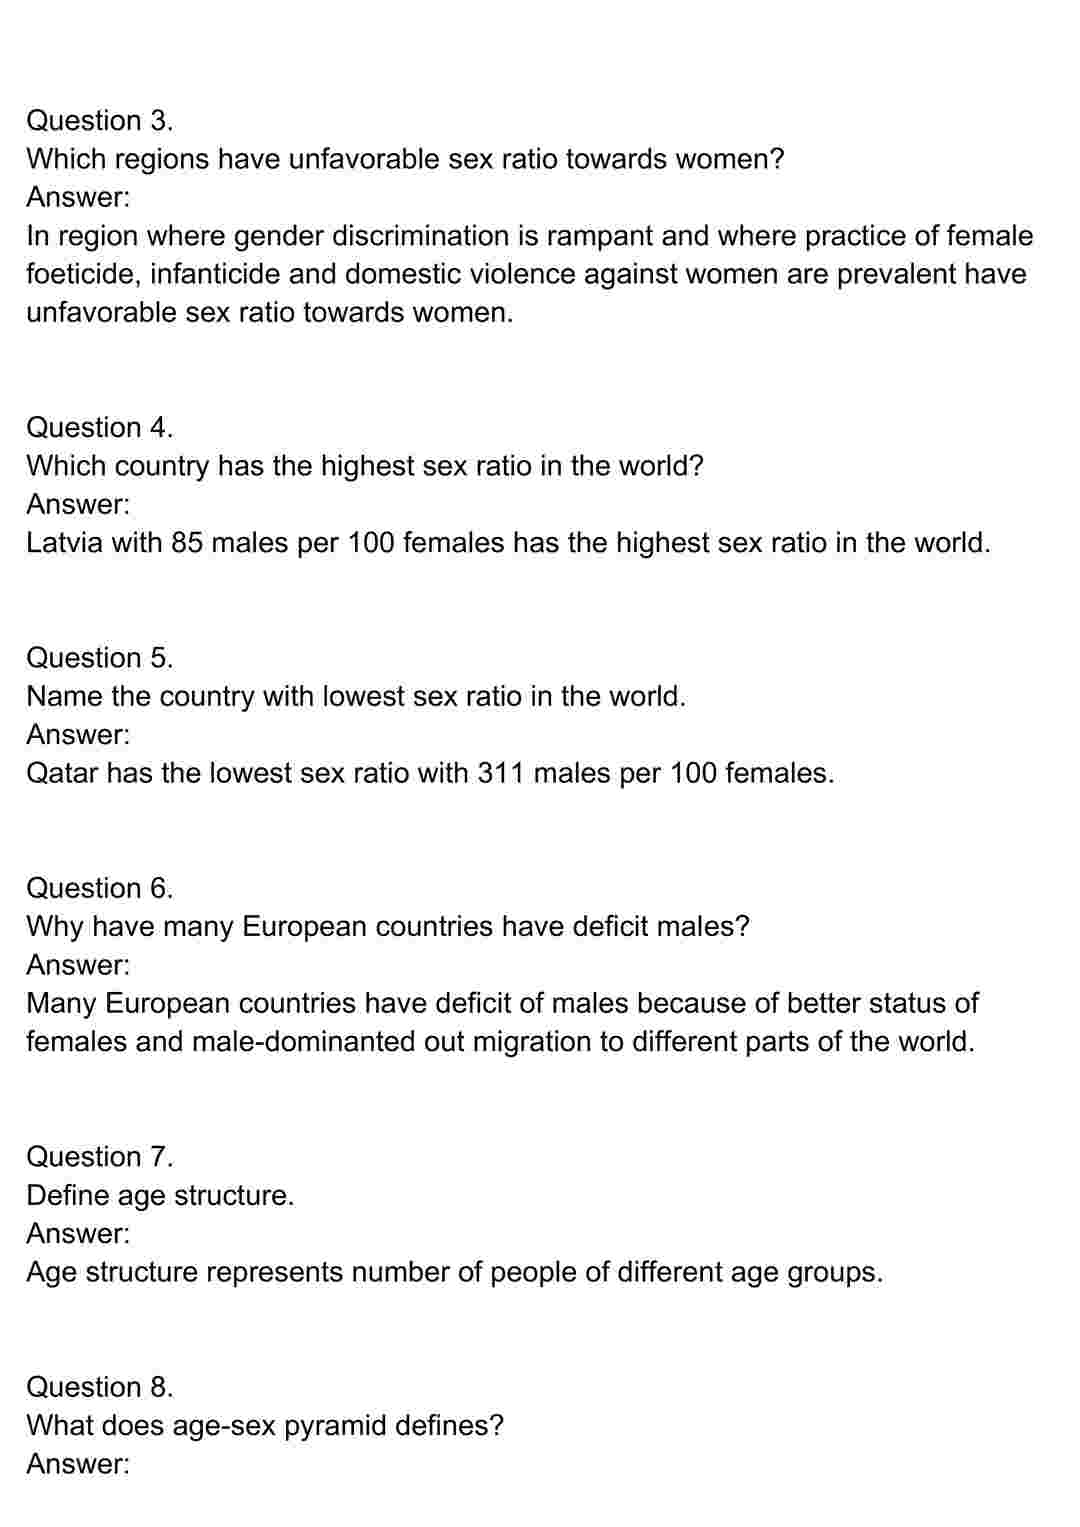 Question 3.
Which regions have unfavorable sex ratio towards women?
Answer:
In region where gender discrimination is rampant and where practice of female
foeticide, infanticide and domestic violence against women are prevalent have
unfavorable sex ratio towards women.
Question 4.
Which country has the highest sex ratio in the world?
Answer:
Latvia with 85 males per 100 females has the highest sex ratio in the world.
Question 5.
Name the country with lowest sex ratio in the world.
Answer:
Qatar has the lowest sex ratio with 311 males per 100 females.
Question 6.
Why have many European countries have deficit males?
Answer:
Many European countries have deficit of males because of better status of
females and male-dominanted out migration to different parts of the world.
Question 7.
Define age structure.
Answer:
Age structure represents number of people of different age groups.
Question 8.
What does age-sex pyramid defines?
Answer: